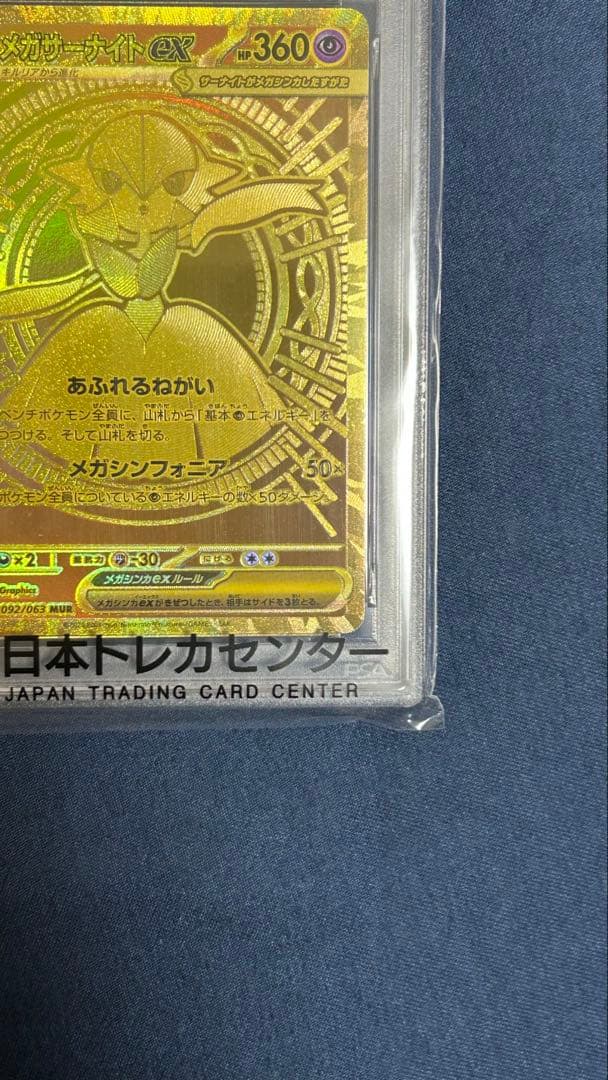 メガサーナイトex HP360
キルリアから進化
サーナイトがメガシンカしたすがた
あふれるねがい
ベンチポケモン全員に、山札から「基本エネルギー」を
つつける。そして山札を切る。
メガシンフォニア 50×
ポケモン全員についているエネルギーの数×50ダメージ。
×2 抵抗力 -30 にげる
Graphics
メガシンカexルール
092/063 MUR
メガシンカexがきぜつしたとき、相手はサイドを3枚とる。
日本トレカセンター
PSA
JAPAN TRADING CARD CENTER